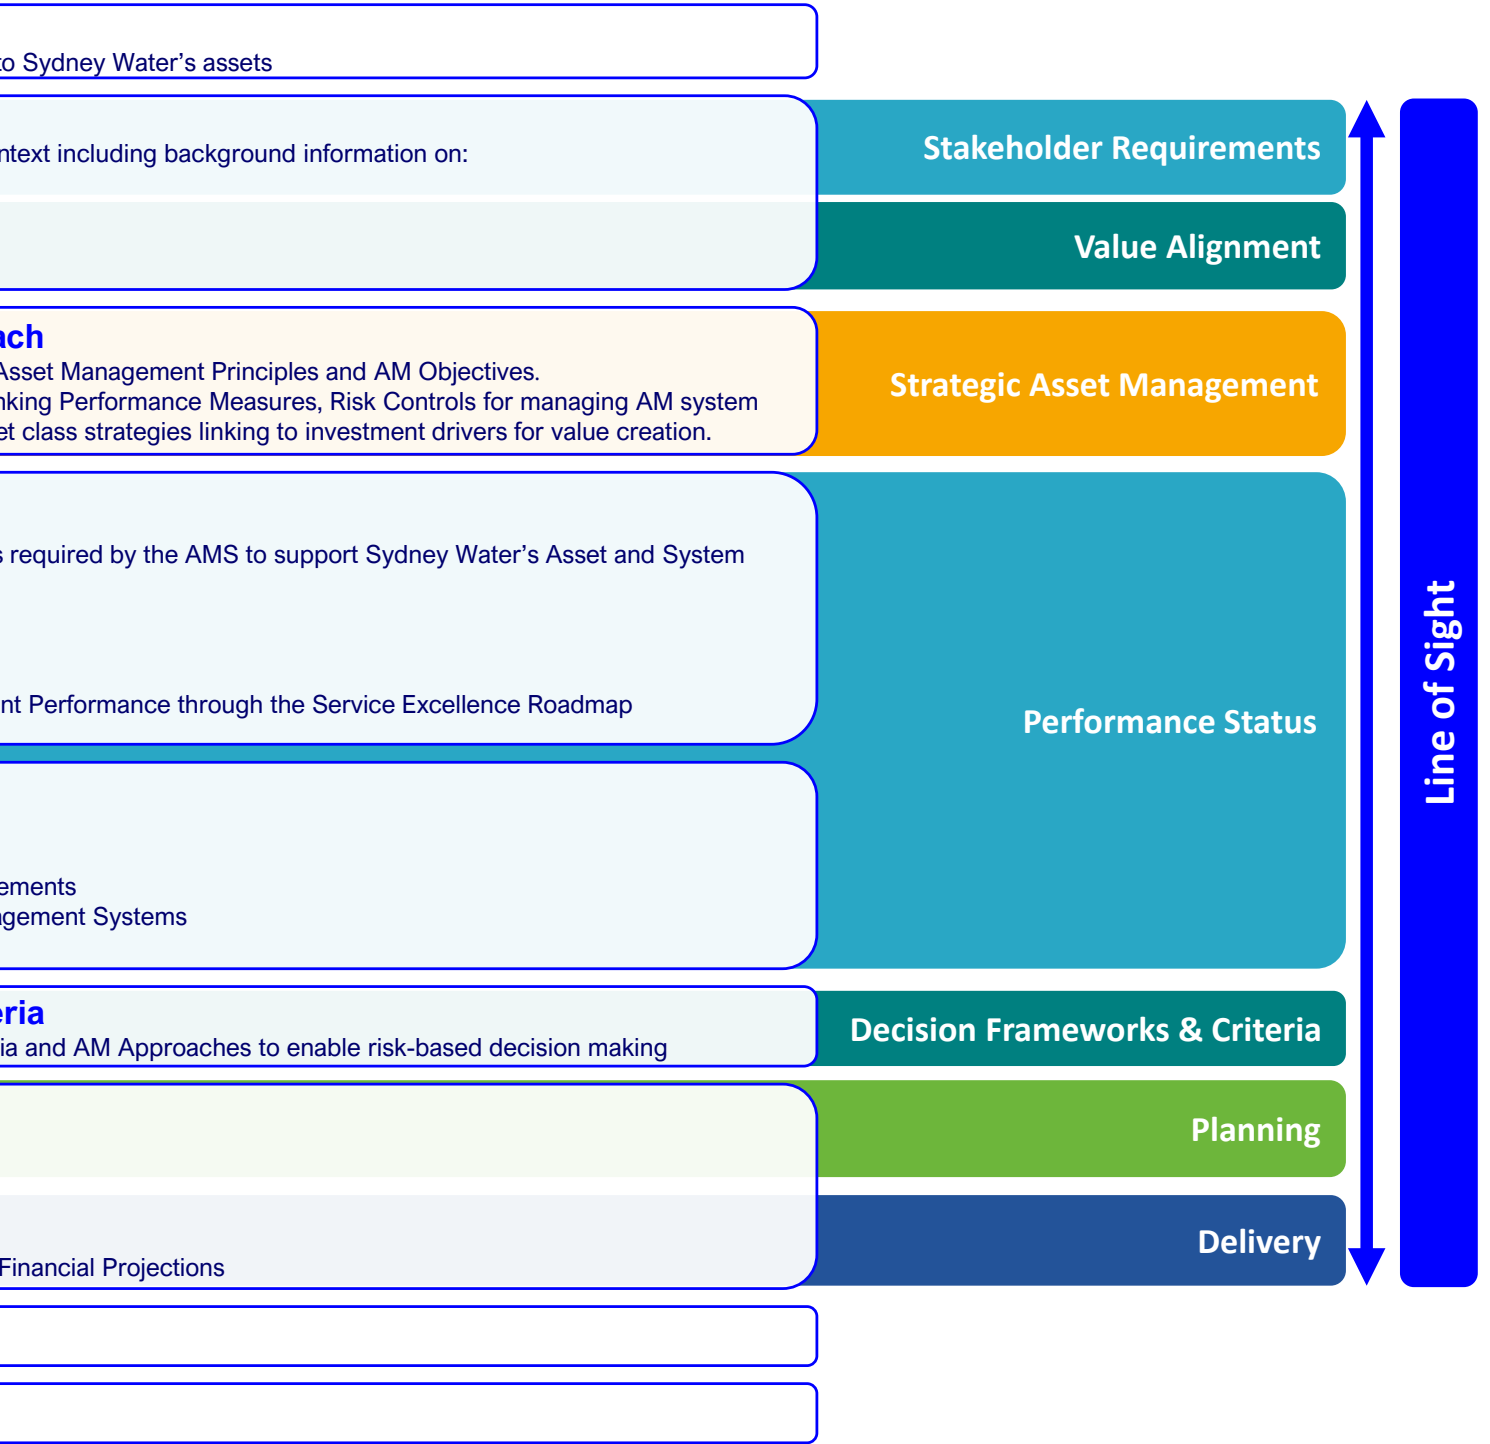 to Sydney Water's assets
Stakeholder Requirements
ntext including background information on:
Value Alignment
ach
Asset Management Principles and AM Objectives.
nking Performance Measures, Risk Controls for managing AM system
et class strategies linking to investment drivers for value creation.
Strategic Asset Management
s required by the AMS to support Sydney Water's Asset and System
nt Performance through the Service Excellence Roadmap
Performance Status
ements
agement Systems
eria
ia and AM Approaches to enable risk-based decision making
Decision Frameworks & Criteria
Planning
Delivery
Financial Projections
Line of Sight